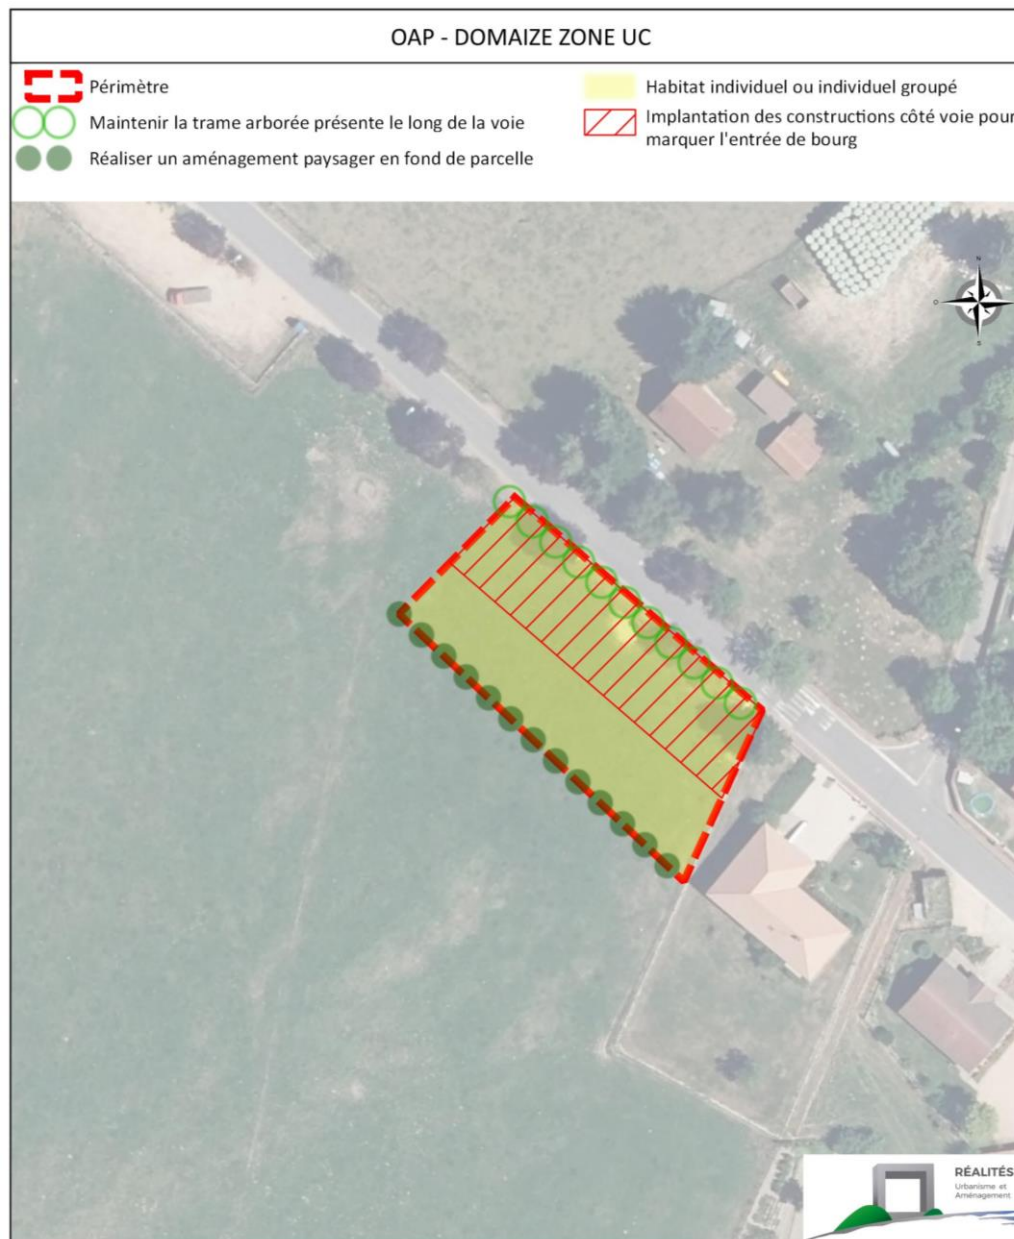 OAP - DOMAIZE ZONE UC
Périmètre
Maintenir la trame arborée présente le long de la voie
Réaliser un aménagement paysager en fond de parcelle
Habitat individuel ou individuel groupé
Implantation des constructions côté voie pour
marquer l'entrée de bourg
N
O
S
RÉALITÉS
Urbanisme et
Aménagement